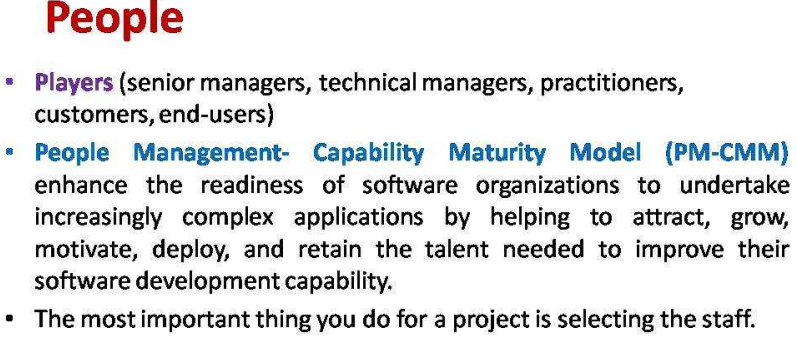 People
• Players (senior managers, technical managers, practitioners,
customers, end-users)
• People Management- Capability Maturity Model (PM-CMM)
enhance the readiness of software organizations to undertake
increasingly complex applications by helping to attract, grow,
motivate, deploy, and retain the talent needed to improve their
software development capability.
• The most important thing you do for a project is selecting the staff.